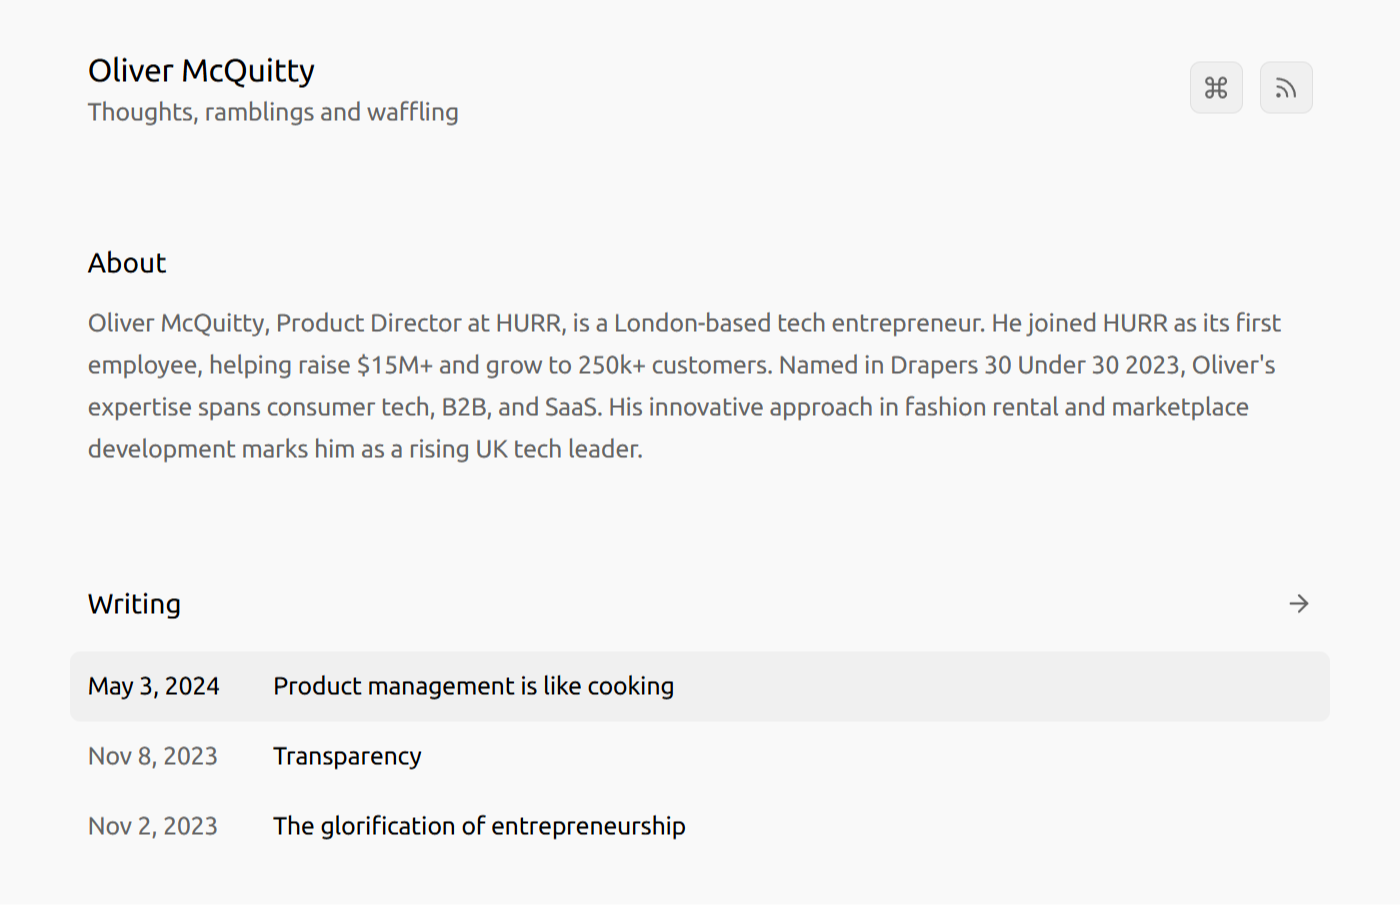 Oliver McQuitty
Thoughts, ramblings and waffling
About
Oliver McQuitty, Product Director at HURR, is a London-based tech entrepreneur. He joined HURR as its first
employee, helping raise $15M+ and grow to 250k+ customers. Named in Drapers 30 Under 30 2023, Oliver's
expertise spans consumer tech, B2B, and SaaS. His innovative approach in fashion rental and marketplace
development marks him as a rising UK tech leader.
Writing
May 3, 2024 Product management is like cooking
Nov 8, 2023 Transparency
Nov 2, 2023 The glorification of entrepreneurship